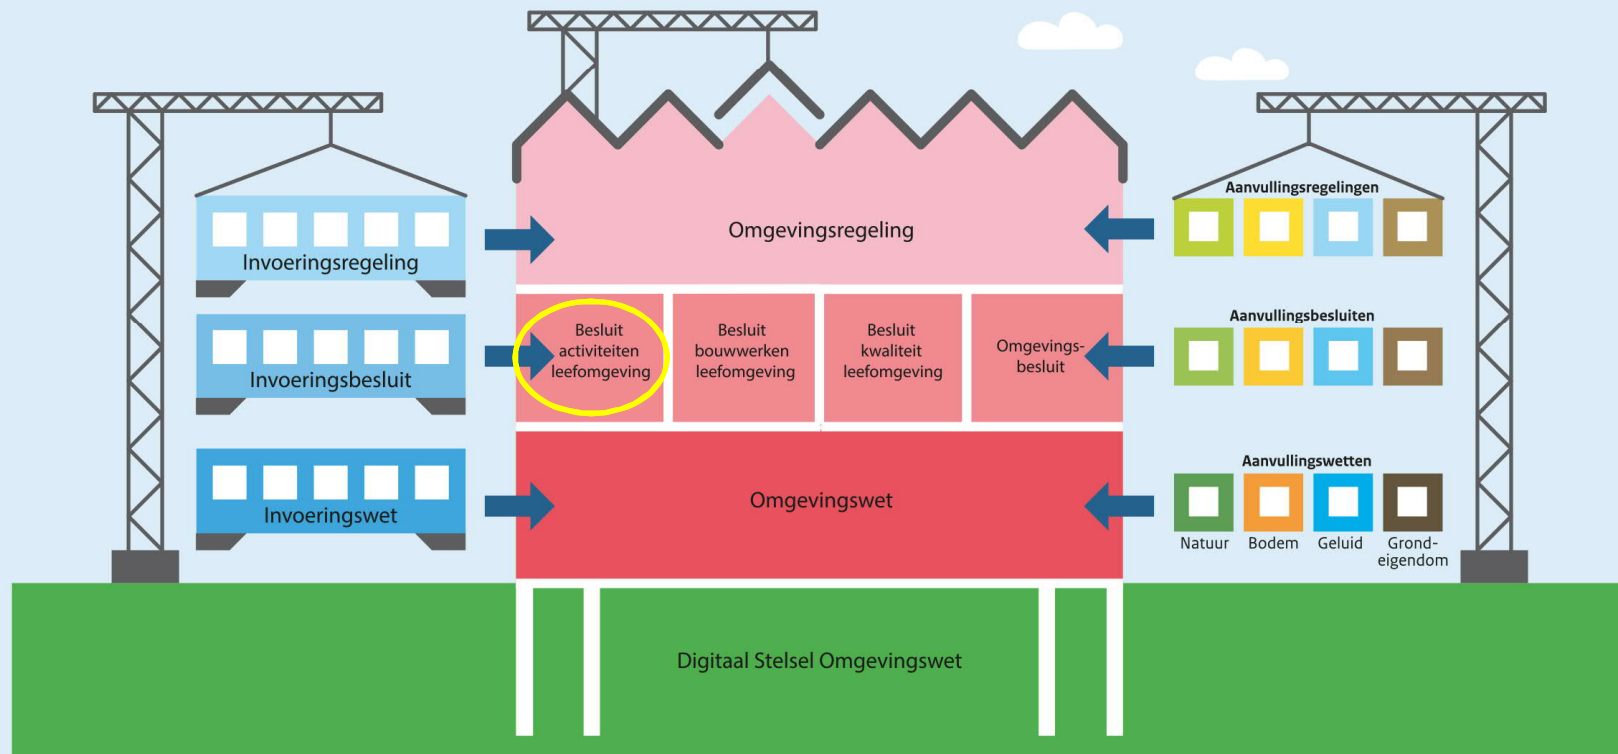 Aanvullingsregelingen
Omgevingsregeling
Invoeringsregeling
Besluit
activiteiten
leefomgeving
Besluit
bouwwerken
leefomgeving
Besluit
kwaliteit
leefomgeving
Omgevings-
besluit
Aanvullingsbesluiten
Invoeringsbesluit
Aanvullingswetten
Omgevingswet
Invoeringswet
Natuur
Bodem
Geluid
Grond-
eigendom
Digitaal Stelsel Omgevingswet